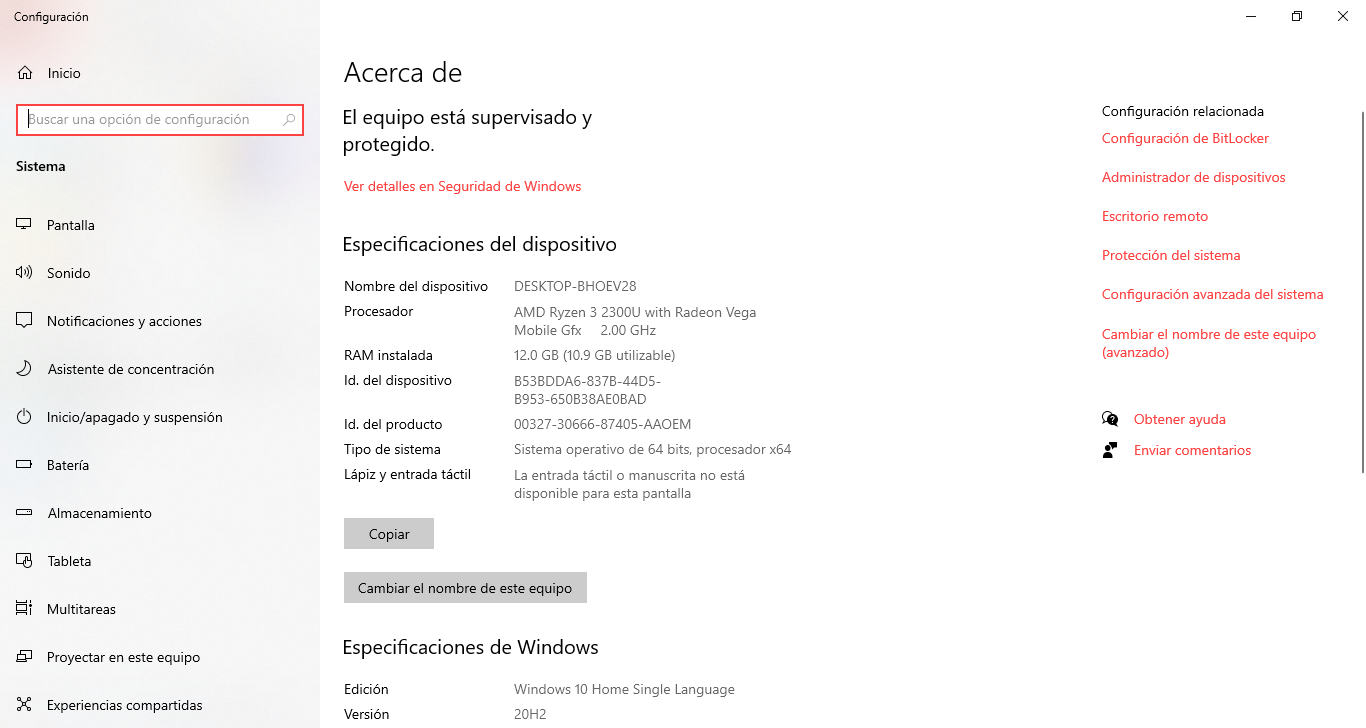 Configuración
Inicio
Buscar una opción de configuración
Sistema
Pantalla
Sonido
Notificaciones y acciones
Asistente de concentración
Inicio/apagado y suspensión
Batería
Almacenamiento
Tableta
Multitareas
Proyectar en este equipo
Experiencias compartidas
Acerca de
El equipo está supervisado y
protegido.
Ver detalles en Seguridad de Windows
Especificaciones del dispositivo
Nombre del dispositivo DESKTOP-BHOEV28
Procesador AMD Ryzen 3 2300U with Radeon Vega
Mobile Gfx 2.00 GHz
RAM instalada 12.0 GB (10.9 GB utilizable)
Id. del dispositivo B53BDDA6-837B-44D5-
B953-650B38AE0BAD
Id. del producto 00327-30666-87405-AAOEM
Tipo de sistema Sistema operativo de 64 bits, procesador x64
Lápiz y entrada táctil La entrada táctil o manuscrita no está
disponible para esta pantalla
Copiar
Cambiar el nombre de este equipo
Especificaciones de Windows
Edición Windows 10 Home Single Language
Versión 20H2
Configuración relacionada
Configuración de BitLocker
Administrador de dispositivos
Escritorio remoto
Protección del sistema
Configuración avanzada del sistema
Cambiar el nombre de este equipo
(avanzado)
Obtener ayuda
Enviar comentarios